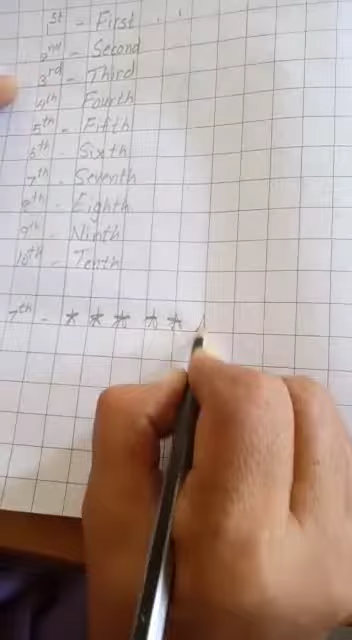 1st - First
2nd - Second
3rd - Third
4th Fourth
5th - Fifth
6th - Sixth
7th - Seventh
8th - Eighth
9th - Ninth
10th - Tenth
7th - * * * * *